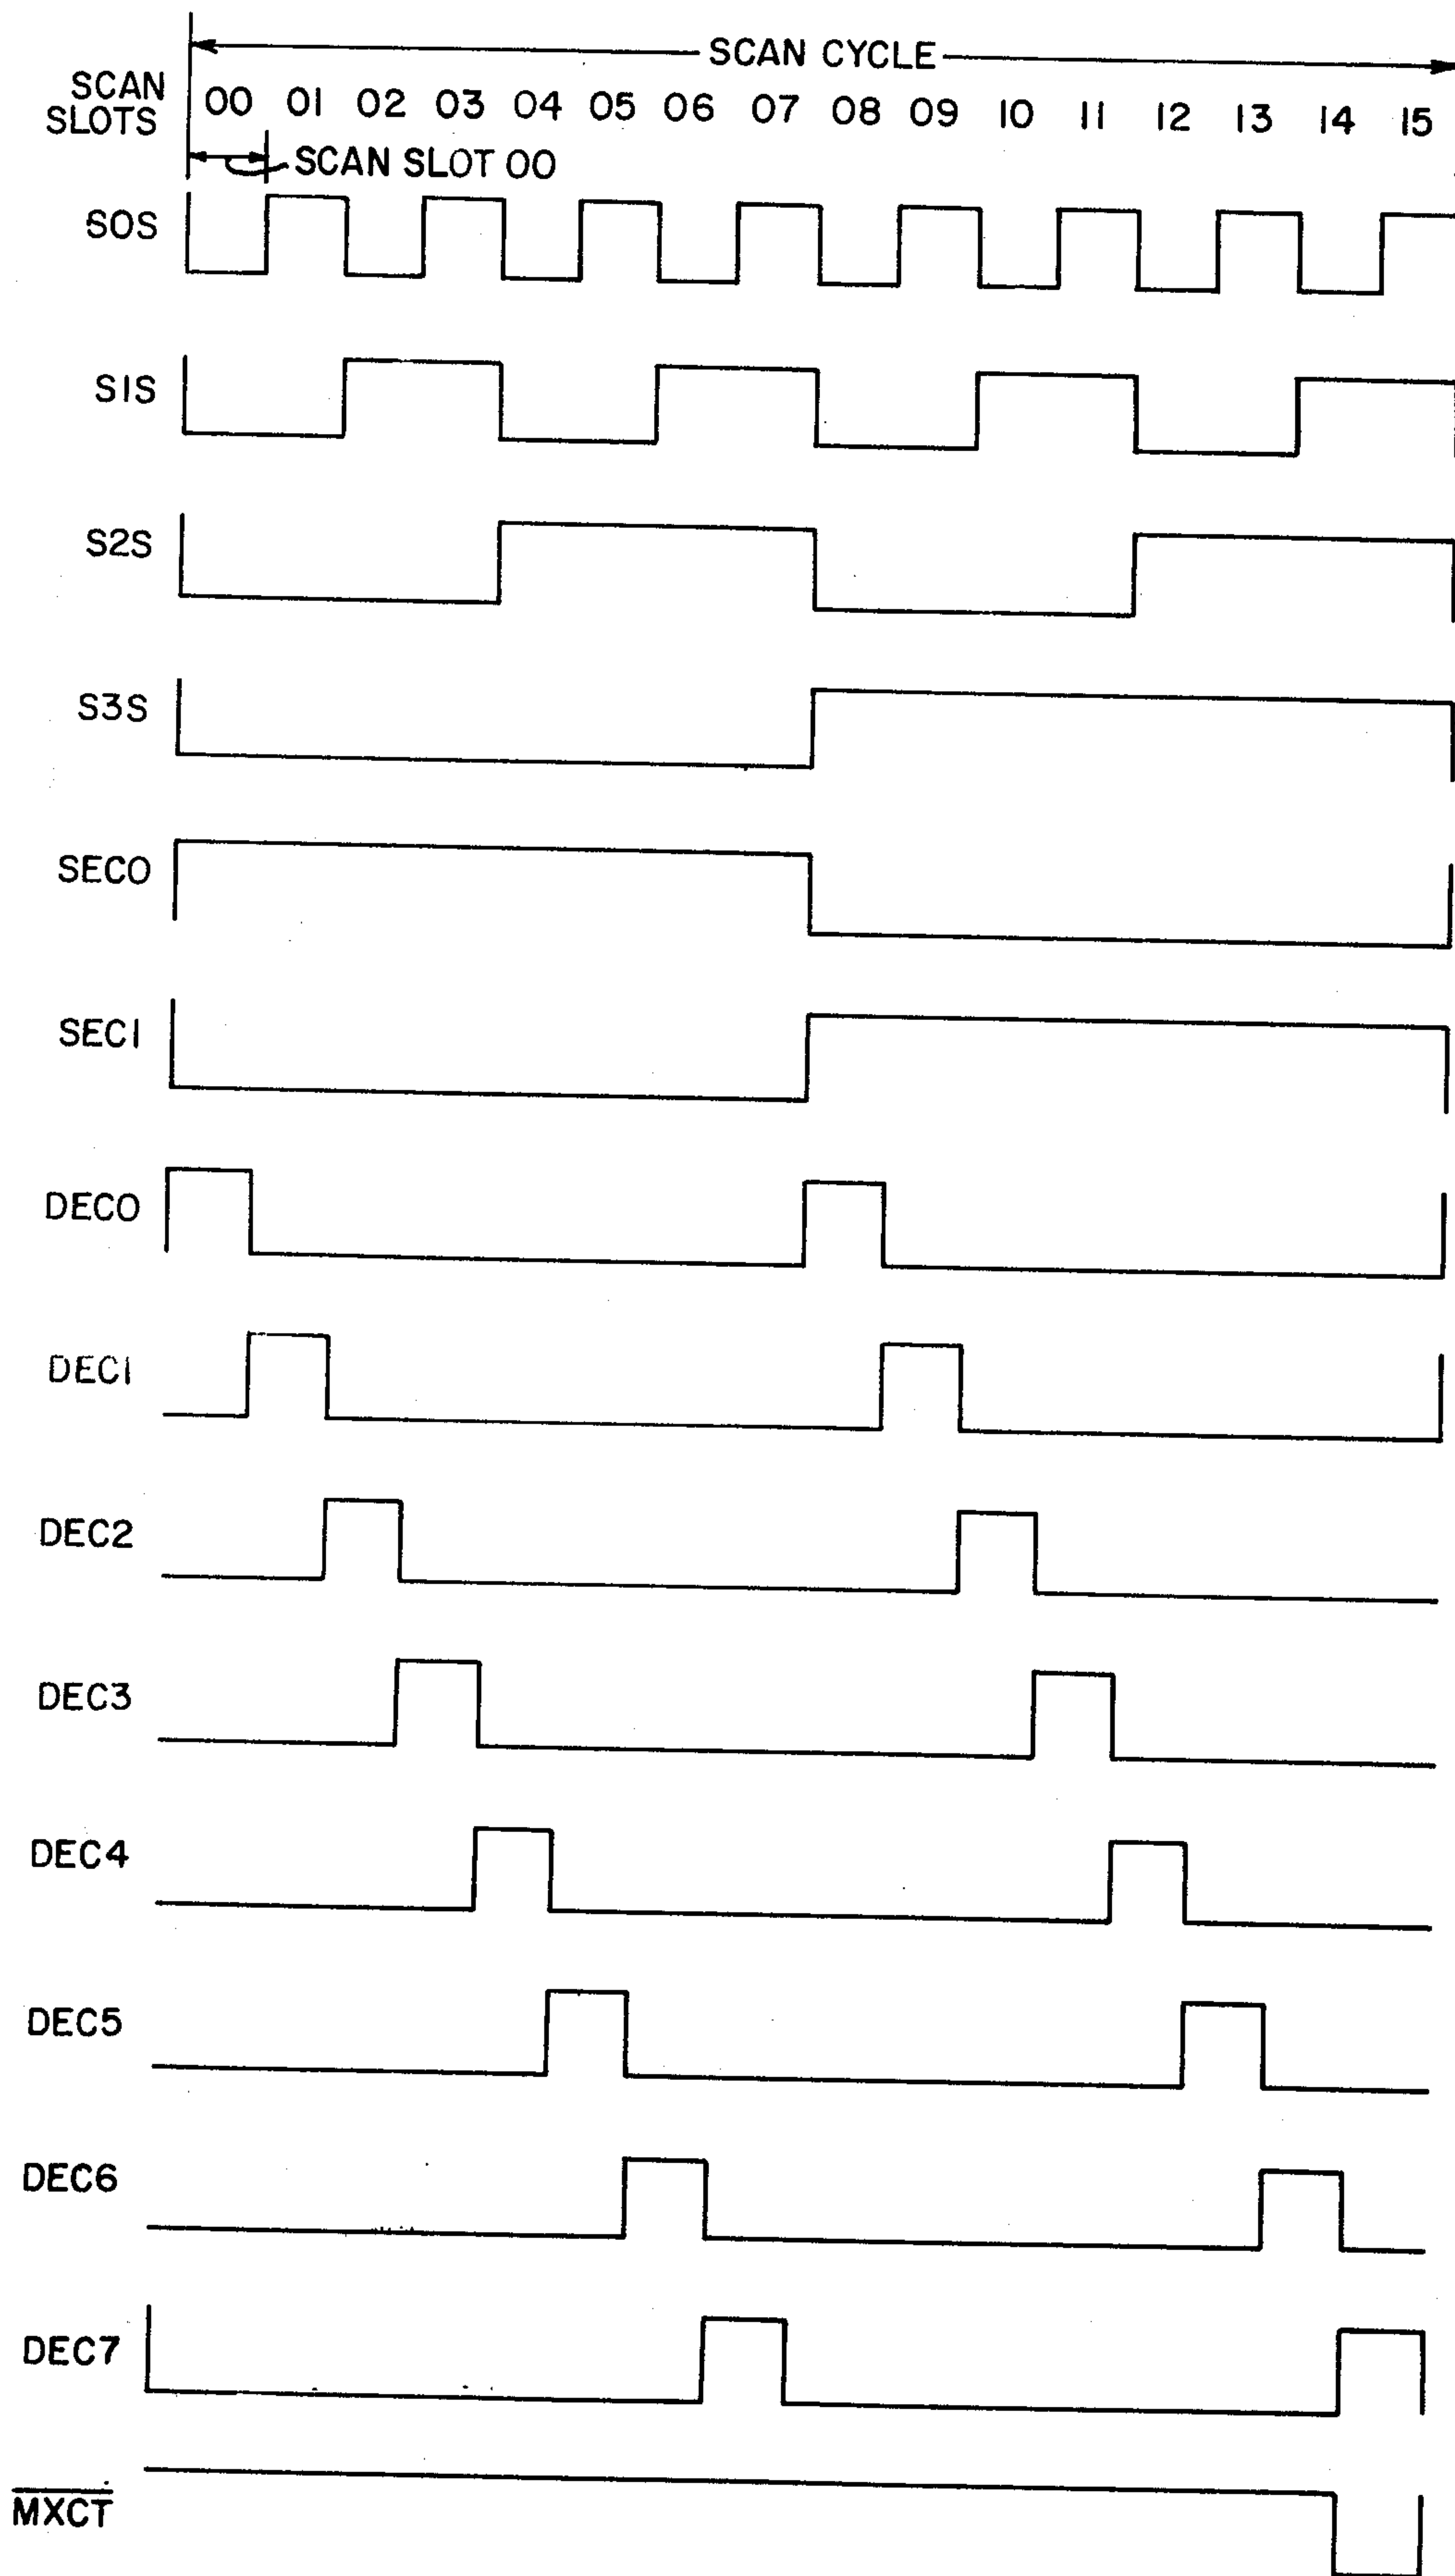 SCAN CYCLE
SCAN
SLOTS
00 01 02 03 04 05 06 07 08 09 10 11 12 13 14 15
SCAN SLOT 00
S0S
S1S
S2S
S3S
SEC0
SEC1
DEC0
DEC1
DEC2
DEC3
DEC4
DEC5
DEC6
DEC7
MXCT